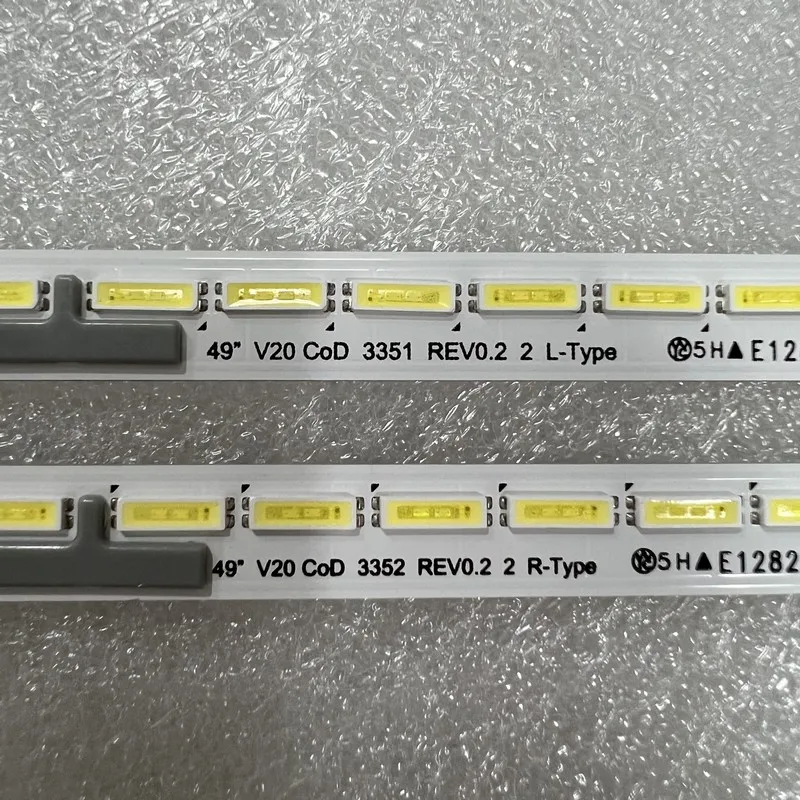 49" V20 CoD 3351 REV0.2 2 L-Type 5H▲E12
49" V20 CoD 3352 REV0.2 2 R-Type 5H▲E1282